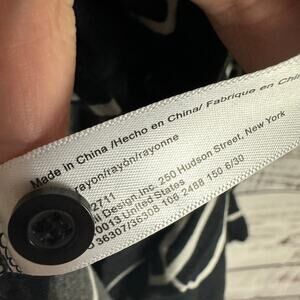 Made in China /Hecho en China/ Fabrique en Chi
rayon/rayón/rayonne
2711
Design,Inc. 250 Hudson Street, New York
0013 United States
36307/36308 106 2488 150 6/30